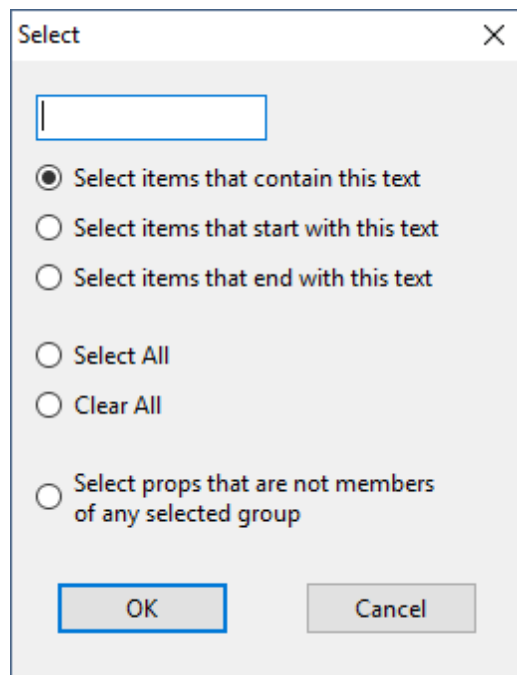 Select
Select items that contain this text
Select items that start with this text
Select items that end with this text
Select All
Clear All
Select props that are not members
of any selected group
OK
Cancel